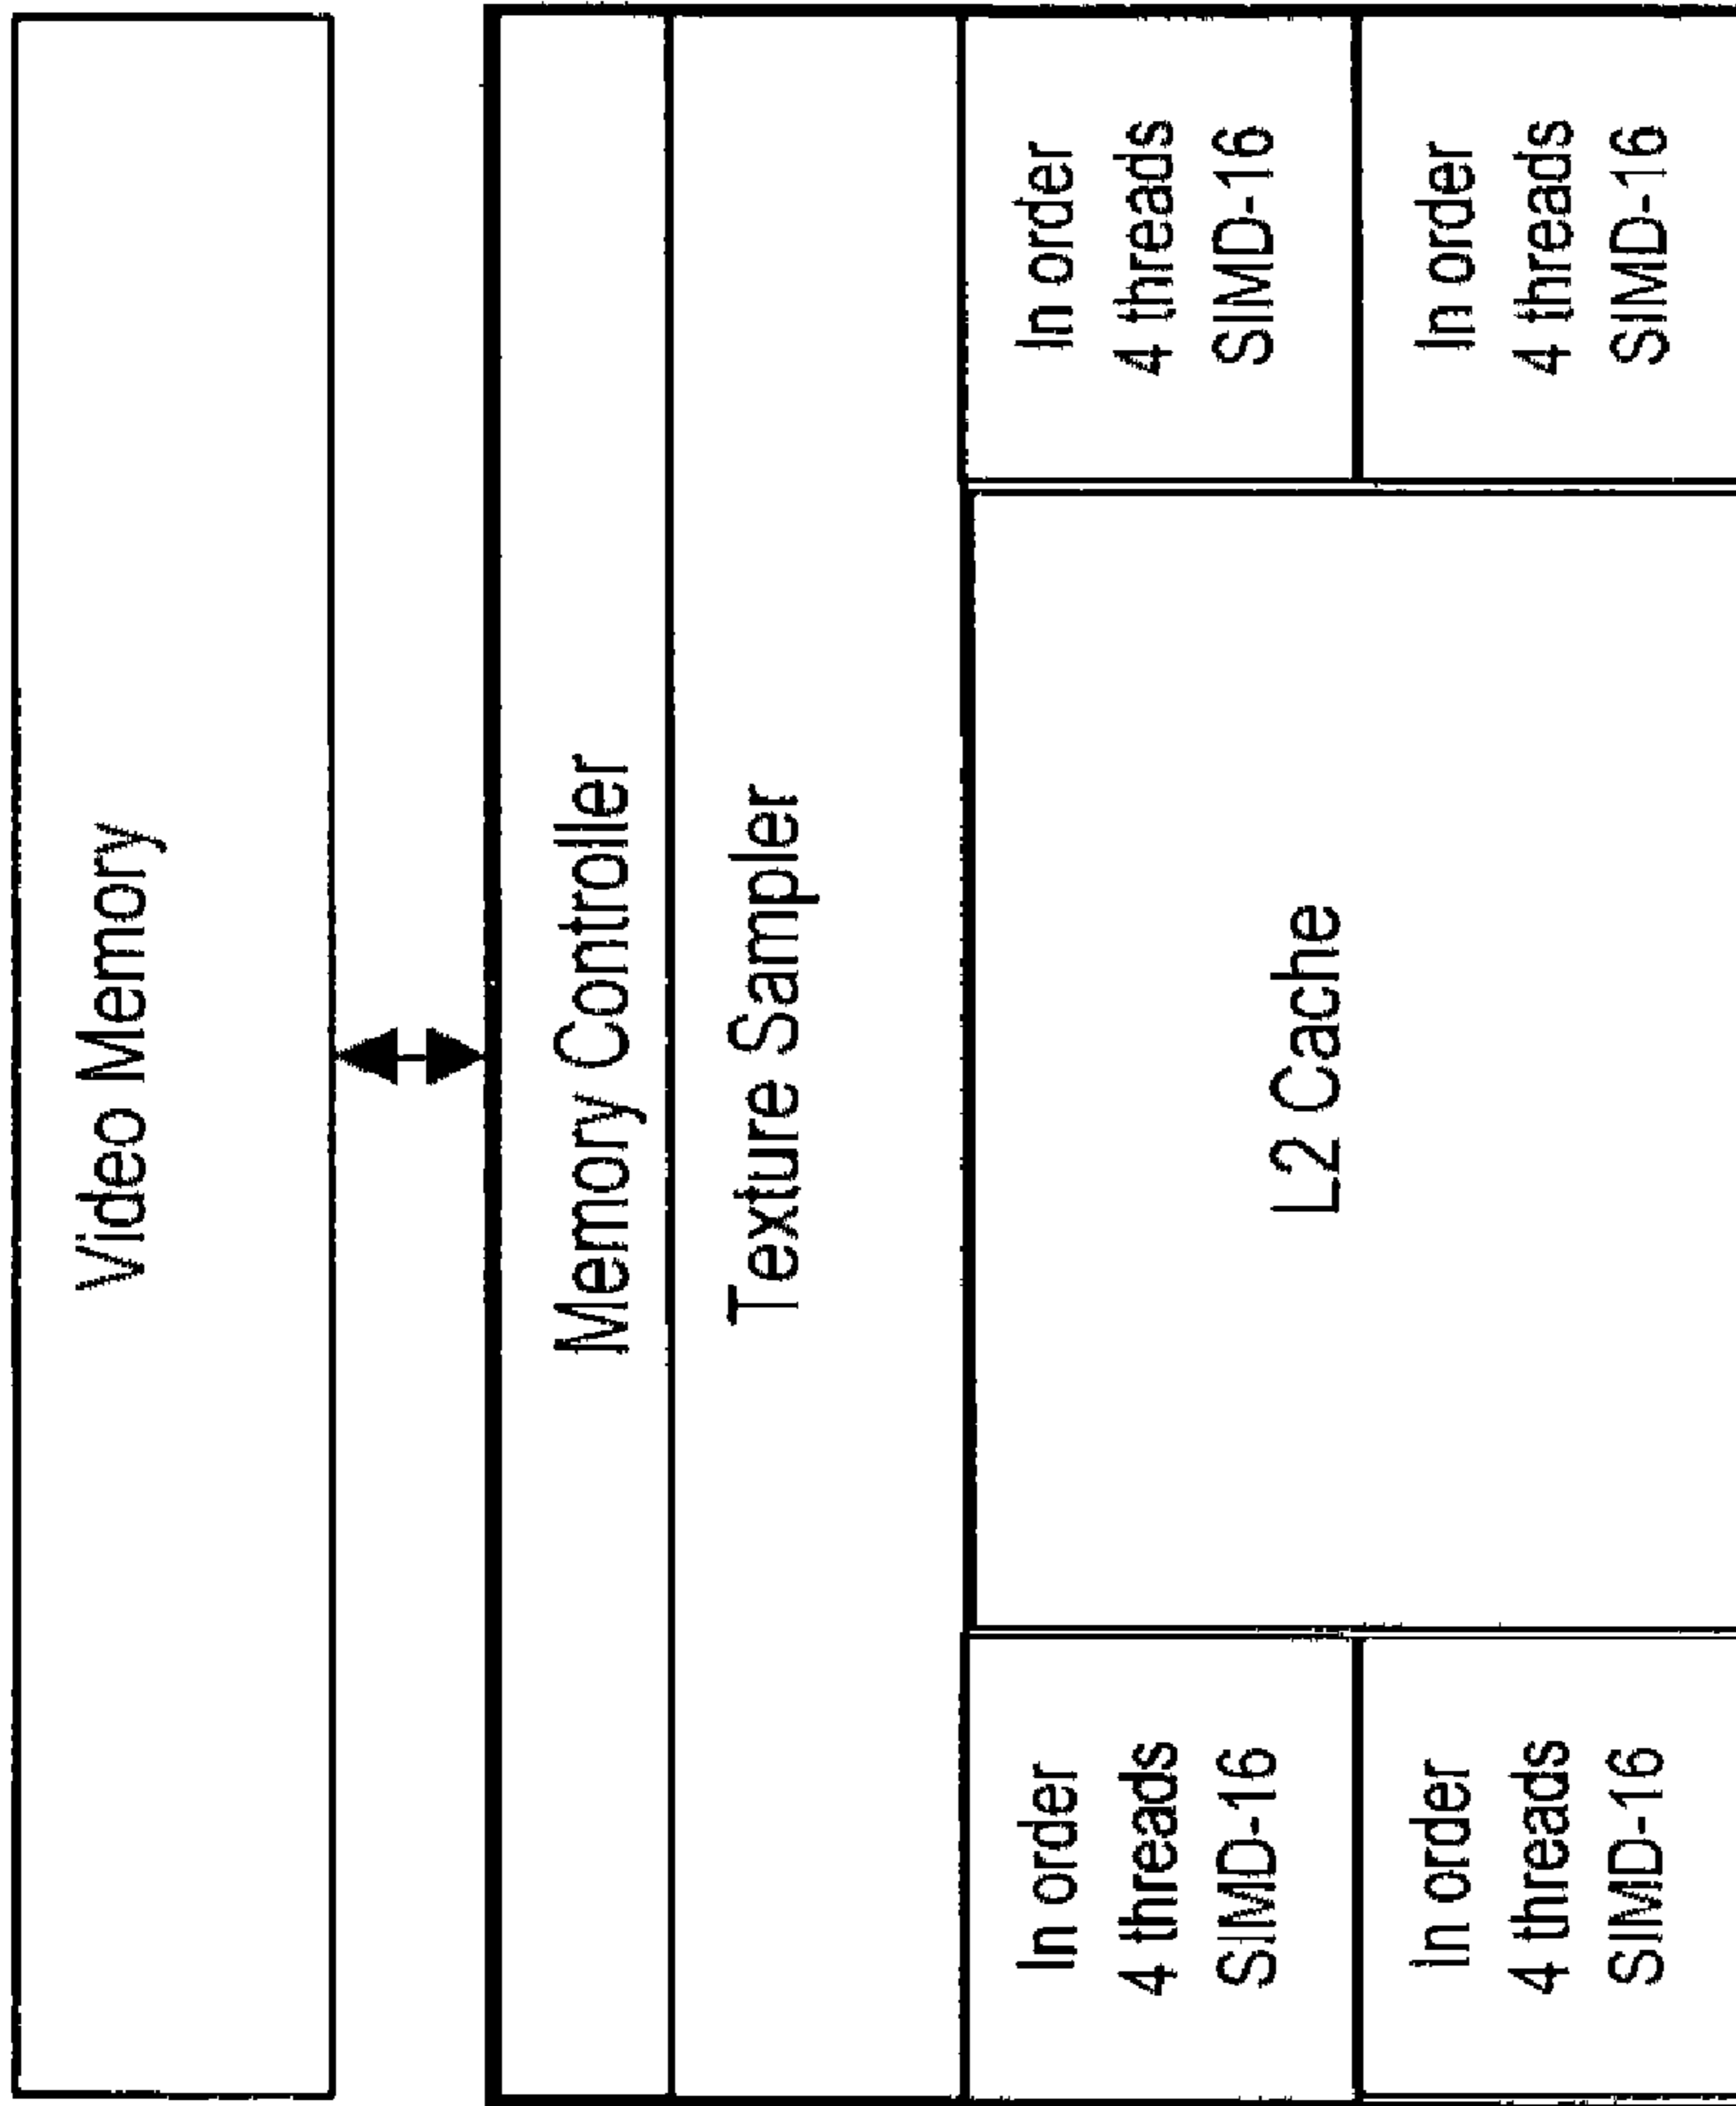 Video Memory
Memory Controller
Texture Sampler
In order
4 threads
SIMD-16
L2 Cache
In order
4 threads
SIMD-16
in order
4 threads
SIMD-16
In order
4 threads
SIMD-16